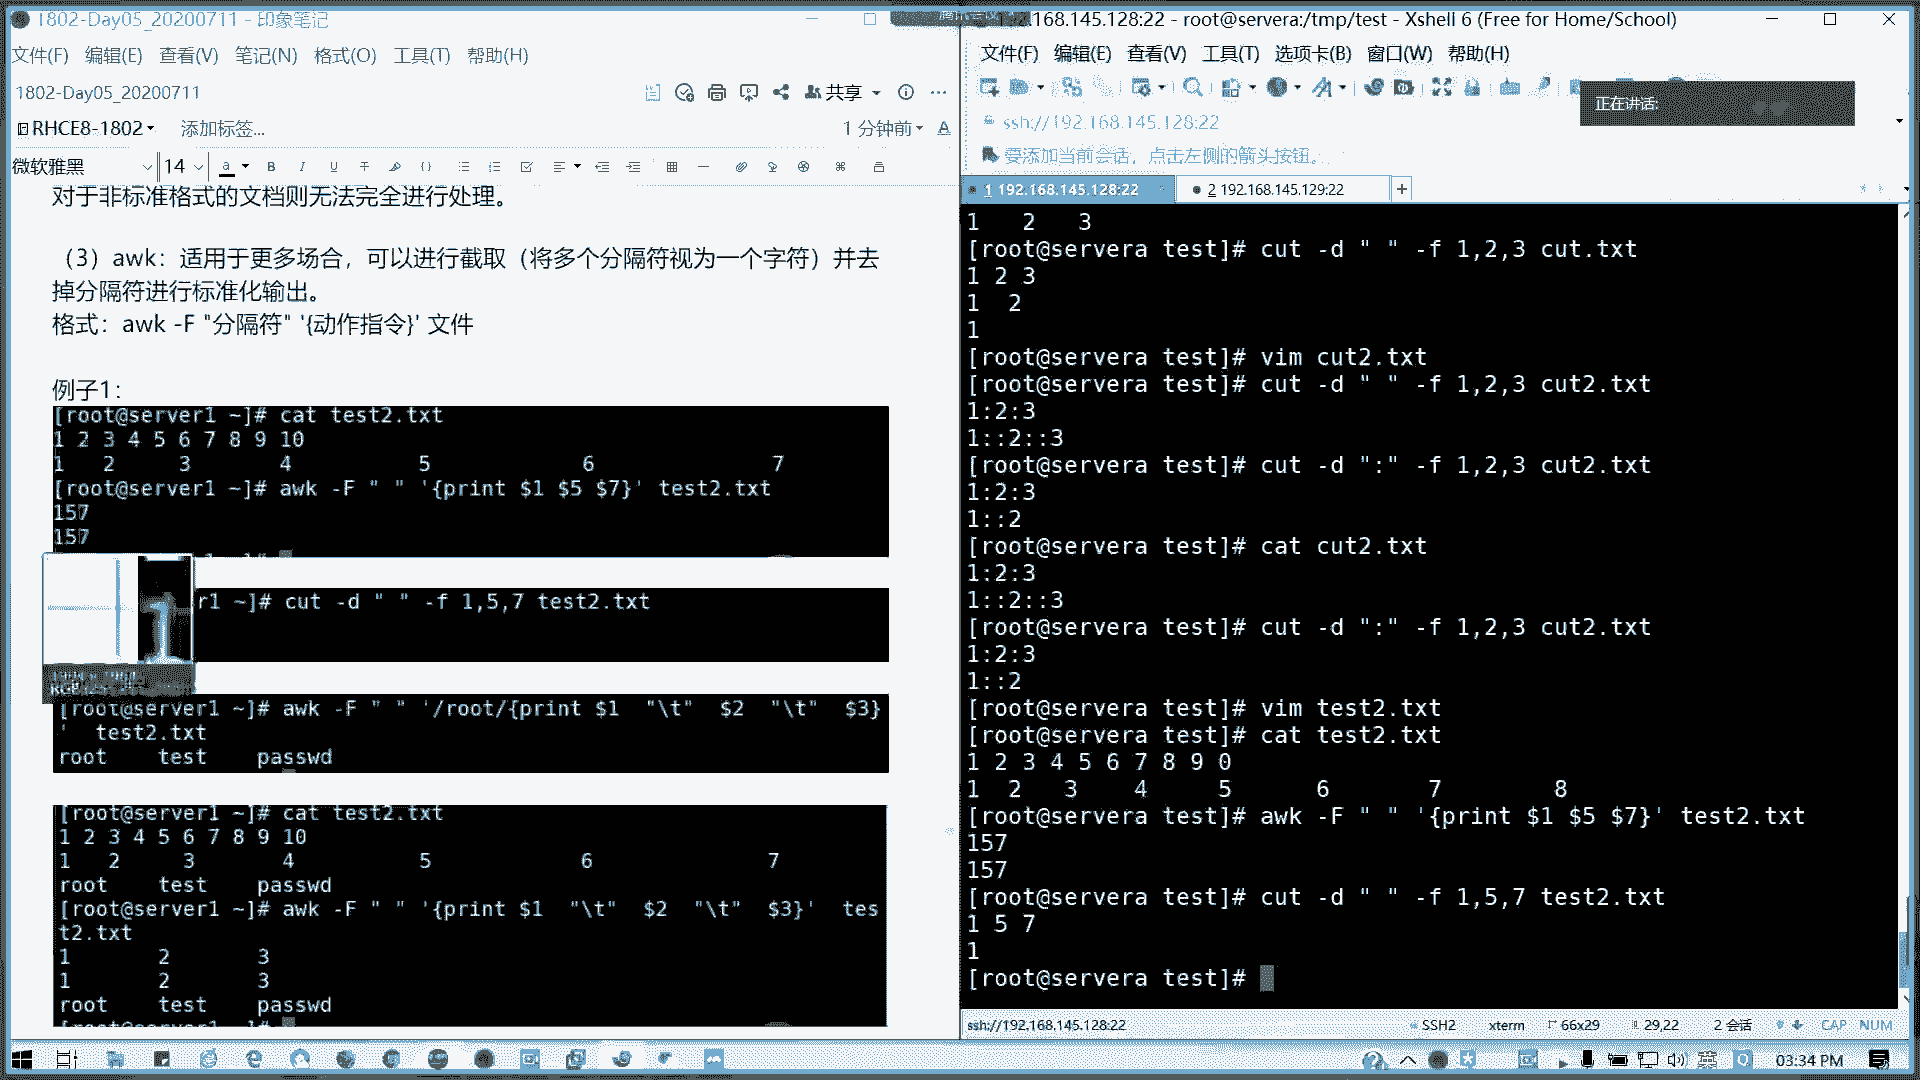 1802-Day05_20200711 - 印象笔记
文件(F) 编辑(E) 查看(V) 笔记(N) 格式(O) 工具(T) 帮助(H)
1802-Day05_20200711
共享
RHCE8-1802
添加标签...
1 分钟前
微软雅黑
14
对于非标准格式的文档则无法完全进行处理。
（3）awk：适用于更多场合，可以进行截取（将多个分隔符视为一个字符）并去
掉分隔符进行标准化输出。
格式：awk -F "分隔符" '{动作指令}' 文件
例子1：
[root@server1 ~]# cat test2.txt
1 2 3 4 5 6 7 8 9 10
1 2 3 4 5 6 7
[root@server1 ~]# awk -F " " '{print $1 $5 $7}' test2.txt
157
157
r1 ~]# cut -d " " -f 1,5,7 test2.txt
[root@server1 ~]# awk -F " " '/root/{print $1 "\t" $2 "\t" $3}
' test2.txt
root test passwd
[root@server1 ~]# cat test2.txt
1 2 3 4 5 6 7 8 9 10
1 2 3 4 5 6 7
root test passwd
[root@server1 ~]# awk -F " " '{print $1 "\t" $2 "\t" $3}' tes
t2.txt
1 2 3
1 2 3
root test passwd
.168.145.128:22 - root@servera:/tmp/test - Xshell 6 (Free for Home/School)
文件(F) 编辑(E) 查看(V) 工具(T) 选项卡(B) 窗口(W) 帮助(H)
正在讲话:
ssh://192.168.145.128:22
要添加当前会话，点击左侧的箭头按钮。
1 192.168.145.128:22
2 192.168.145.129:22
1 2 3
[root@servera test]# cut -d " " -f 1,2,3 cut.txt
1 2 3
1 2
1
[root@servera test]# vim cut2.txt
[root@servera test]# cut -d " " -f 1,2,3 cut2.txt
1:2:3
1::2::3
[root@servera test]# cut -d ":" -f 1,2,3 cut2.txt
1:2:3
1::2
[root@servera test]# cat cut2.txt
1:2:3
1::2::3
[root@servera test]# cut -d ":" -f 1,2,3 cut2.txt
1:2:3
1::2
[root@servera test]# vim test2.txt
[root@servera test]# cat test2.txt
1 2 3 4 5 6 7 8 9 0
1 2 3 4 5 6 7 8
[root@servera test]# awk -F " " '{print $1 $5 $7}' test2.txt
157
157
[root@servera test]# cut -d " " -f 1,5,7 test2.txt
1 5 7
1
[root@servera test]#
ssh://192.168.145.128:22
SSH2
xterm
66x29
29,22
2 会话
CAP NUM
英
03:34 PM